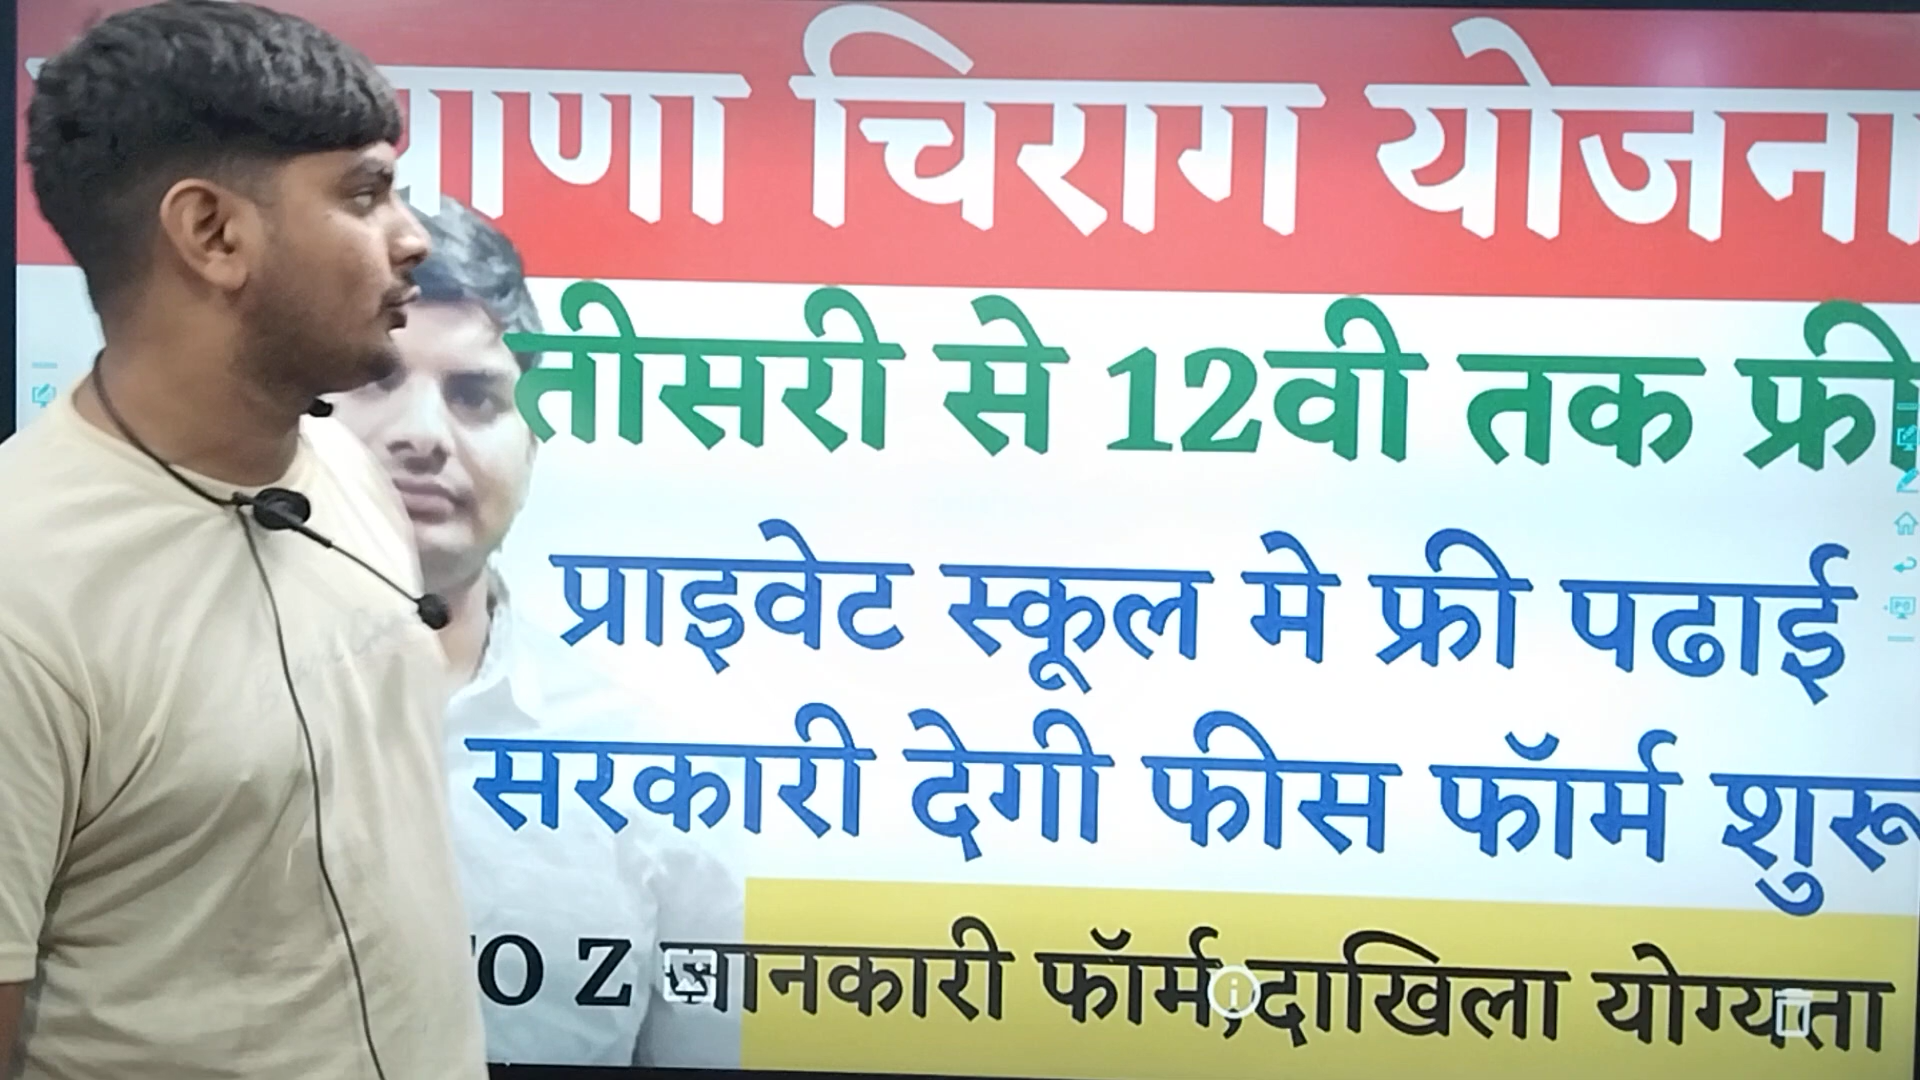 चिराग योजना
तीसरी से 12वी तक फ्री
प्राइवेट स्कूल मे फ्री पढाई
सरकारी देगी फीस फॉर्म शुरू
O Z जानकारी फॉर्म,दाखिला योग्यता